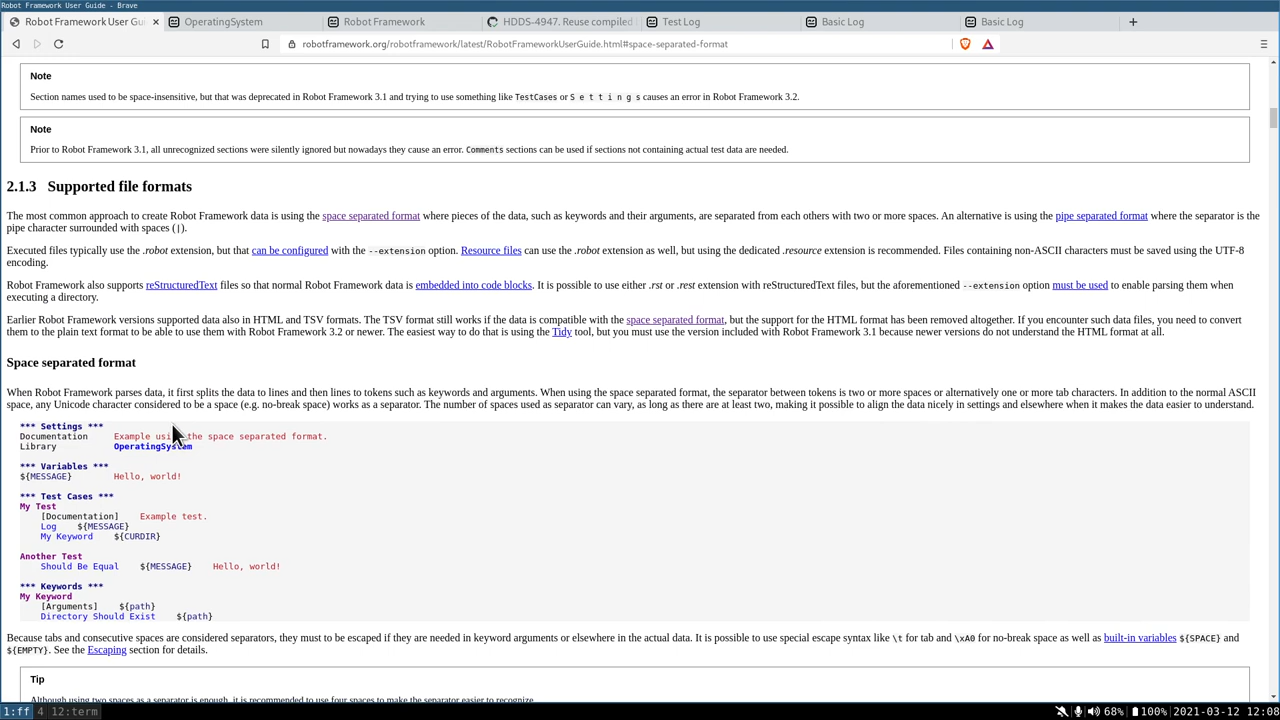 Robot Framework User Guide - Brave
Robot Framework User Gui
OperatingSystem
Robot Framework
HDDS-4947. Reuse compiled
Test Log
Basic Log
Basic Log
robotframework.org/robotframework/latest/RobotFrameworkUserGuide.html#space-separated-format
Note
Section names used to be space-insensitive, but that was deprecated in Robot Framework 3.1 and trying to use something like TestCases or S e t t i n g s causes an error in Robot Framework 3.2.
Note
Prior to Robot Framework 3.1, all unrecognized sections were silently ignored but nowadays they cause an error. Comments sections can be used if sections not containing actual test data are needed.
2.1.3 Supported file formats
The most common approach to create Robot Framework data is using the space separated format where pieces of the data, such as keywords and their arguments, are separated from each others with two or more spaces. An alternative is using the pipe separated format where the separator is the
pipe character surrounded with spaces (|).
Executed files typically use the .robot extension, but that can be configured with the --extension option. Resource files can use the .robot extension as well, but using the dedicated .resource extension is recommended. Files containing non-ASCII characters must be saved using the UTF-8
encoding.
Robot Framework also supports reStructuredText files so that normal Robot Framework data is embedded into code blocks. It is possible to use either .rst or .rest extension with reStructuredText files, but the aforementioned --extension option must be used to enable parsing them when
executing a directory.
Earlier Robot Framework versions supported data also in HTML and TSV formats. The TSV format still works if the data is compatible with the space separated format, but the support for the HTML format has been removed altogether. If you encounter such data files, you need to convert
them to the plain text format to be able to use them with Robot Framework 3.2 or newer. The easiest way to do that is using the Tidy tool, but you must use the version included with Robot Framework 3.1 because newer versions do not understand the HTML format at all.
Space separated format
When Robot Framework parses data, it first splits the data to lines and then lines to tokens such as keywords and arguments. When using the space separated format, the separator between tokens is two or more spaces or alternatively one or more tab characters. In addition to the normal ASCII
space, any Unicode character considered to be a space (e.g. no-break space) works as a separator. The number of spaces used as separator can vary, as long as there are at least two, making it possible to align the data nicely in settings and elsewhere when it makes the data easier to understand.
*** Settings ***
Documentation     Example using the space separated format.
Library           OperatingSystem
*** Variables ***
${MESSAGE}        Hello, world!
*** Test Cases ***
My Test
    [Documentation]    Example test.
    Log    ${MESSAGE}
    My Keyword    ${CURDIR}
Another Test
    Should Be Equal    ${MESSAGE}    Hello, world!
*** Keywords ***
My Keyword
    [Arguments]    ${path}
    Directory Should Exist    ${path}
Because tabs and consecutive spaces are considered separators, they must to be escaped if they are needed in keyword arguments or elsewhere in the actual data. It is possible to use special escape syntax like \t for tab and \xA0 for no-break space as well as built-in variables ${SPACE} and
${EMPTY}. See the Escaping section for details.
Tip
Although using two spaces as a separator is enough, it is recommended to use four spaces to make the separator easier to recognize.
1:ff 4 12:term
68% 100% 2021-03-12 12:08